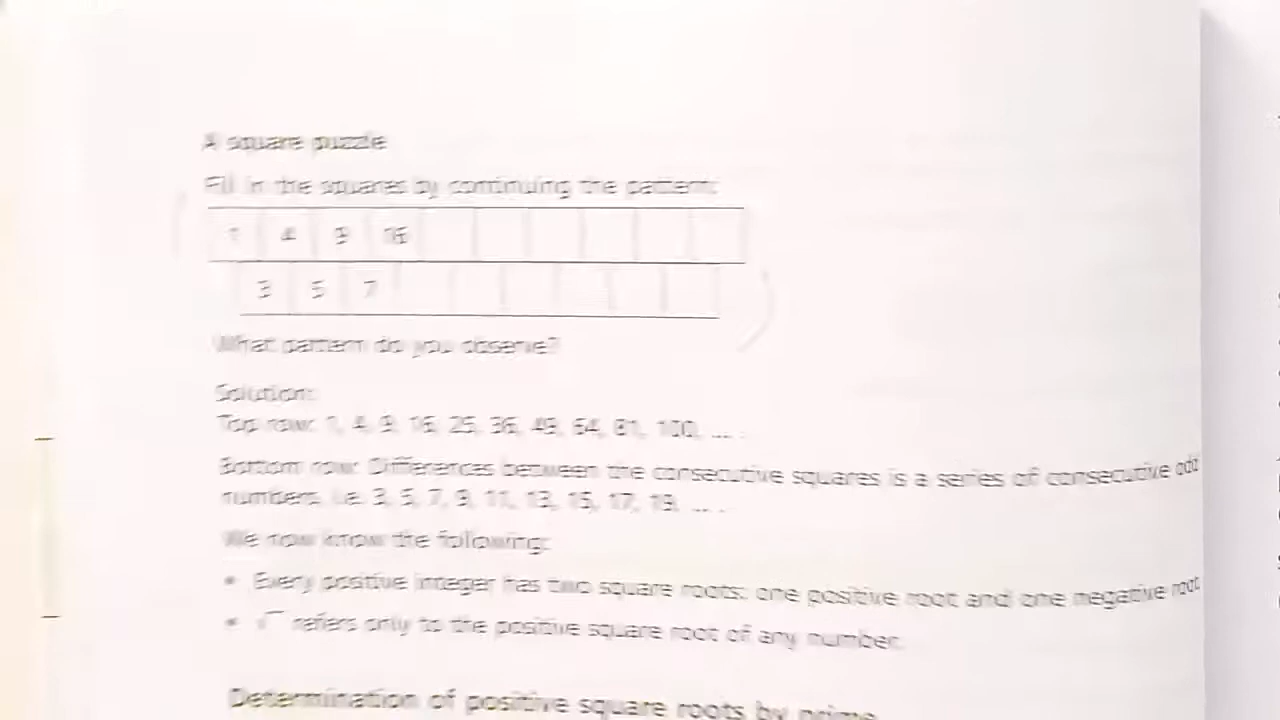 A square puzzle
Fill in the squares by continuing the pattern:
1 4 9 16
3 5 7
What pattern do you observe?
Solution:
Top row: 1, 4, 9, 16, 25, 36, 49, 64, 81, 100, ... .
Bottom row: Differences between the consecutive squares is a series of consecutive odd
numbers, i.e. 3, 5, 7, 9, 11, 13, 15, 17, 19, ... .
We now know the following:
• Every positive integer has two square roots: one positive root and one negative root
• √ refers only to the positive square root of any number.
Determination of positive square roots by prime